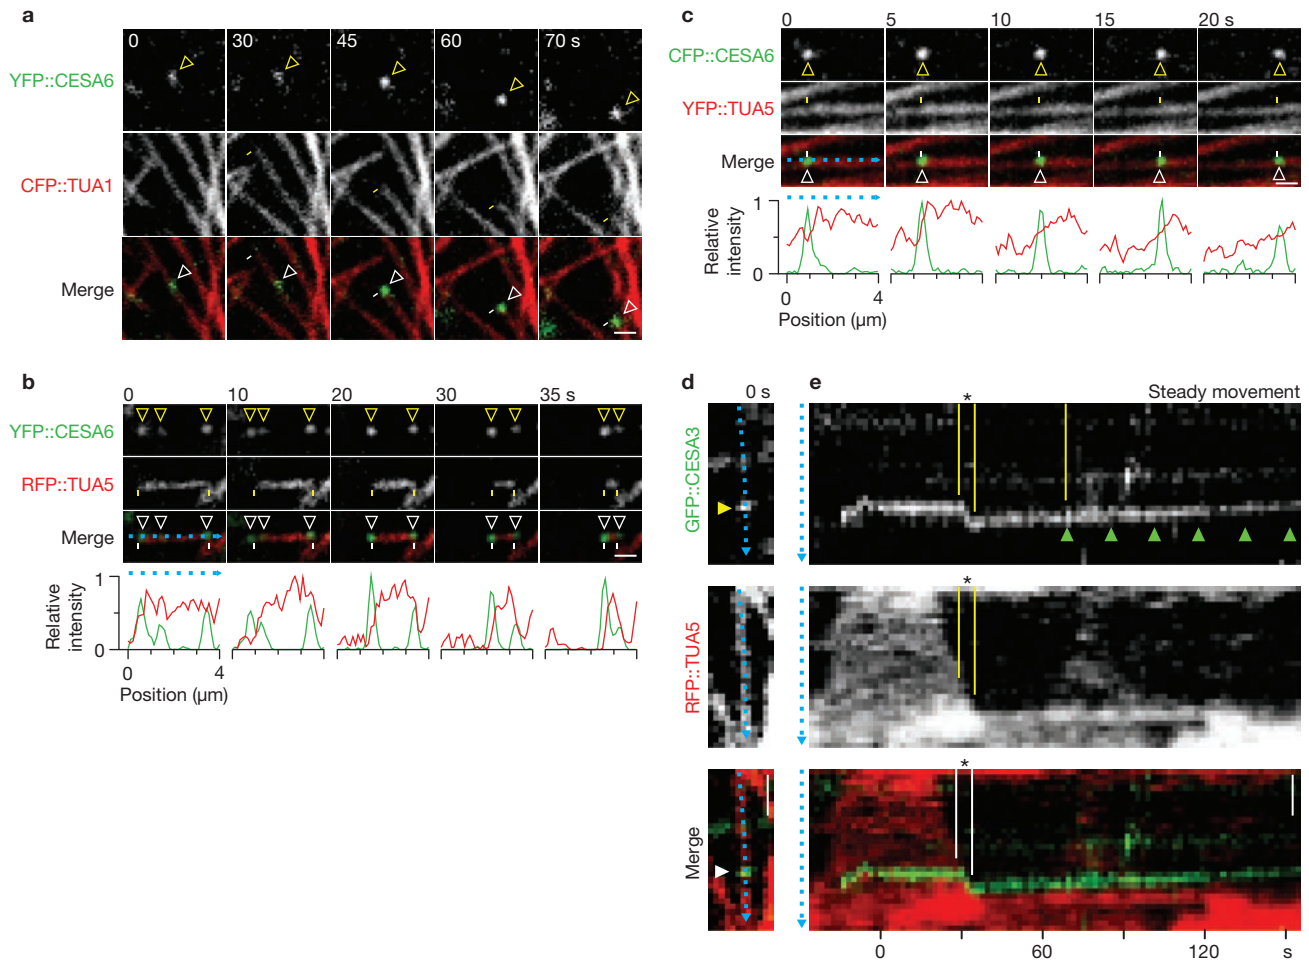 a
0 30 45 60 70 s
YFP::CESA6
CFP::TUA1
Merge
b
0 10 20 30 35 s
YFP::CESA6
RFP::TUA5
Merge
1
Relative
intensity
0
0 4
Position (µm)
c
0 5 10 15 20 s
CFP::CESA6
YFP::TUA5
Merge
1
Relative
intensity
0
0 4
Position (µm)
d
0 s
GFP::CESA3
RFP::TUA5
Merge
e
Steady movement
*
*
*
0 60 120 s